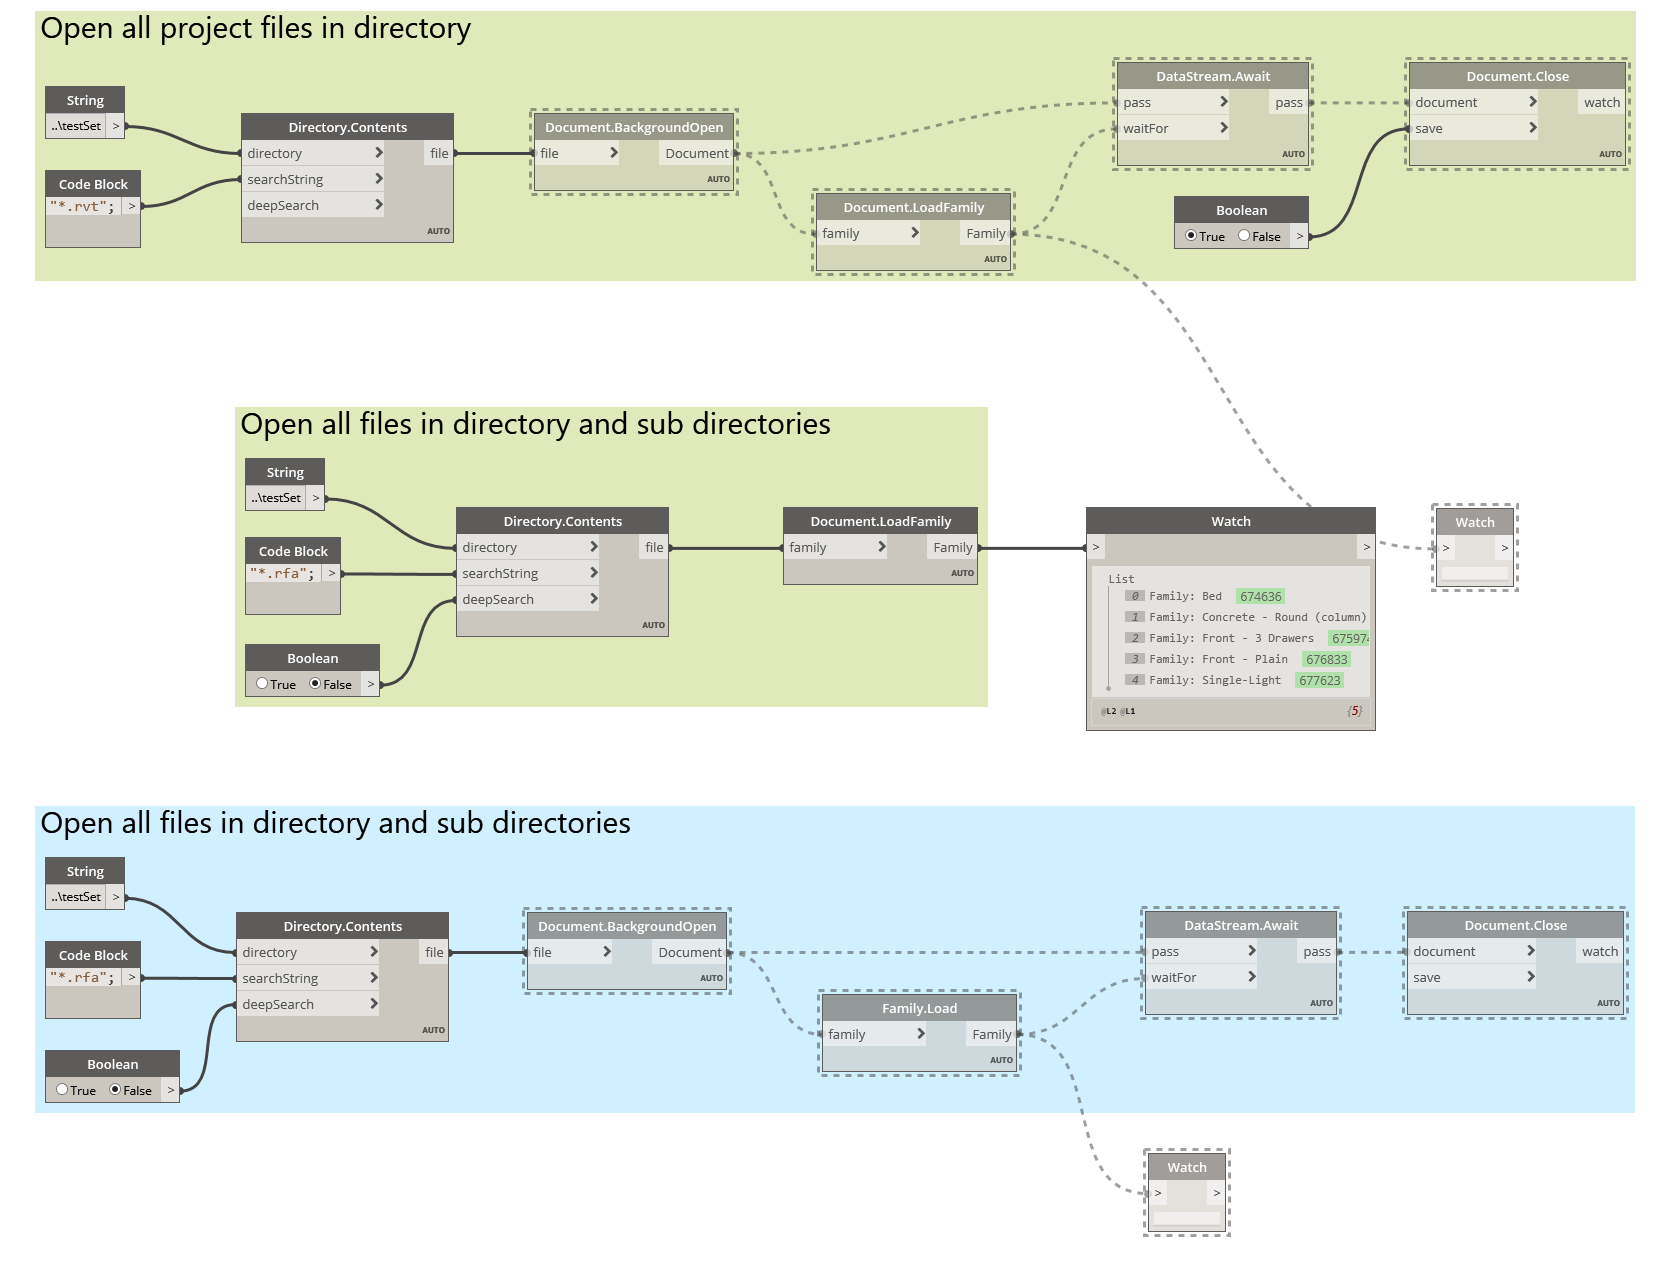 Open all project files in directory
String
..\testSet >
Code Block
"*.rvt"; >
Directory.Contents
directory > file
searchString >
deepSearch >
AUTO
Document.BackgroundOpen
file > Document
AUTO
Document.LoadFamily
family > Family
AUTO
DataStream.Await
pass > pass
waitFor >
AUTO
Boolean
True False >
Document.Close
document > watch
save >
AUTO
Open all files in directory and sub directories
String
..\testSet >
Code Block
"*.rfa"; >
Boolean
True False >
Directory.Contents
directory > file
searchString >
deepSearch >
AUTO
Document.LoadFamily
family > Family
AUTO
Watch
> >
List
0 Family: Bed 674636
1 Family: Concrete - Round (column)
2 Family: Front - 3 Drawers 67597
3 Family: Front - Plain 676833
4 Family: Single-Light 677623
@L2 @L1 {5}
Watch
> >
Open all files in directory and sub directories
String
..\testSet >
Code Block
"*.rfa"; >
Boolean
True False >
Directory.Contents
directory > file
searchString >
deepSearch >
AUTO
Document.BackgroundOpen
file > Document
AUTO
Family.Load
family > Family
AUTO
DataStream.Await
pass > pass
waitFor >
AUTO
Document.Close
document > watch
save >
AUTO
Watch
> >